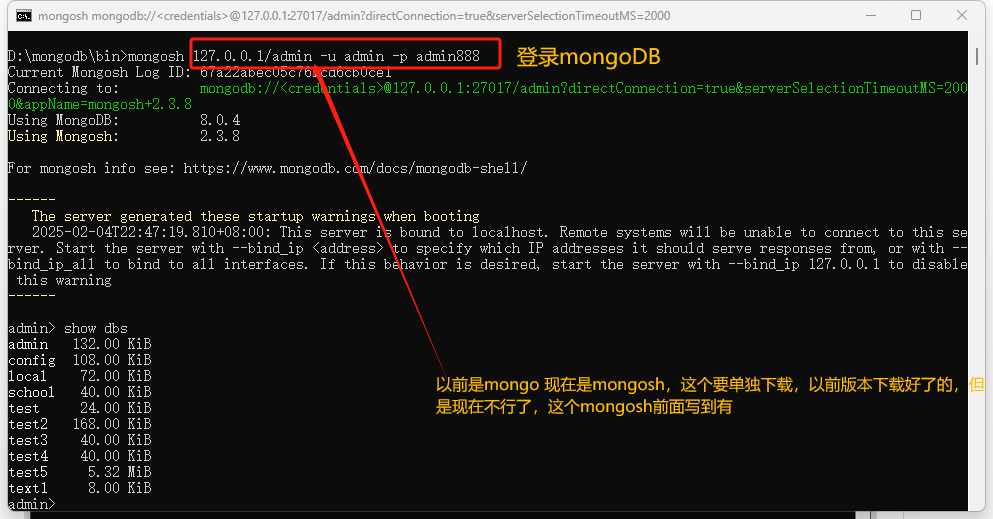 mongosh mongodb://<credentials>@127.0.0.1:27017/admin?directConnection=true&serverSelectionTimeoutMS=2000
D:\mongodb\bin>mongosh 127.0.0.1/admin -u admin -p admin888
登录mongoDB
Current Mongosh Log ID:
Connecting to: mongodb://<credentials>@127.0.0.1:27017/admin?directConnection=true&serverSelectionTimeoutMS=200
0&appName=mongosh+2.3.8
Using MongoDB: 8.0.4
Using Mongosh: 2.3.8
For mongosh info see: https://www.mongodb.com/docs/mongodb-shell/
------
The server generated these startup warnings when booting
2025-02-04T22:47:19.810+08:00: This server is bound to localhost. Remote systems will be unable to connect to this se
rver. Start the server with --bind_ip <address> to specify which IP addresses it should serve responses from, or with --
bind_ip_all to bind to all interfaces. If this behavior is desired, start the server with --bind_ip 127.0.0.1 to disable
this warning
------
admin> show dbs
admin 132.00 KiB
config 108.00 KiB
local 72.00 KiB
school 40.00 KiB
test 24.00 KiB
test2 168.00 KiB
test3 40.00 KiB
test4 40.00 KiB
test5 5.32 MiB
text1 8.00 KiB
admin>
以前是mongo 现在是mongosh，这个要单独下载，以前版本下载好了的，但
是现在不行了，这个mongosh前面写到有